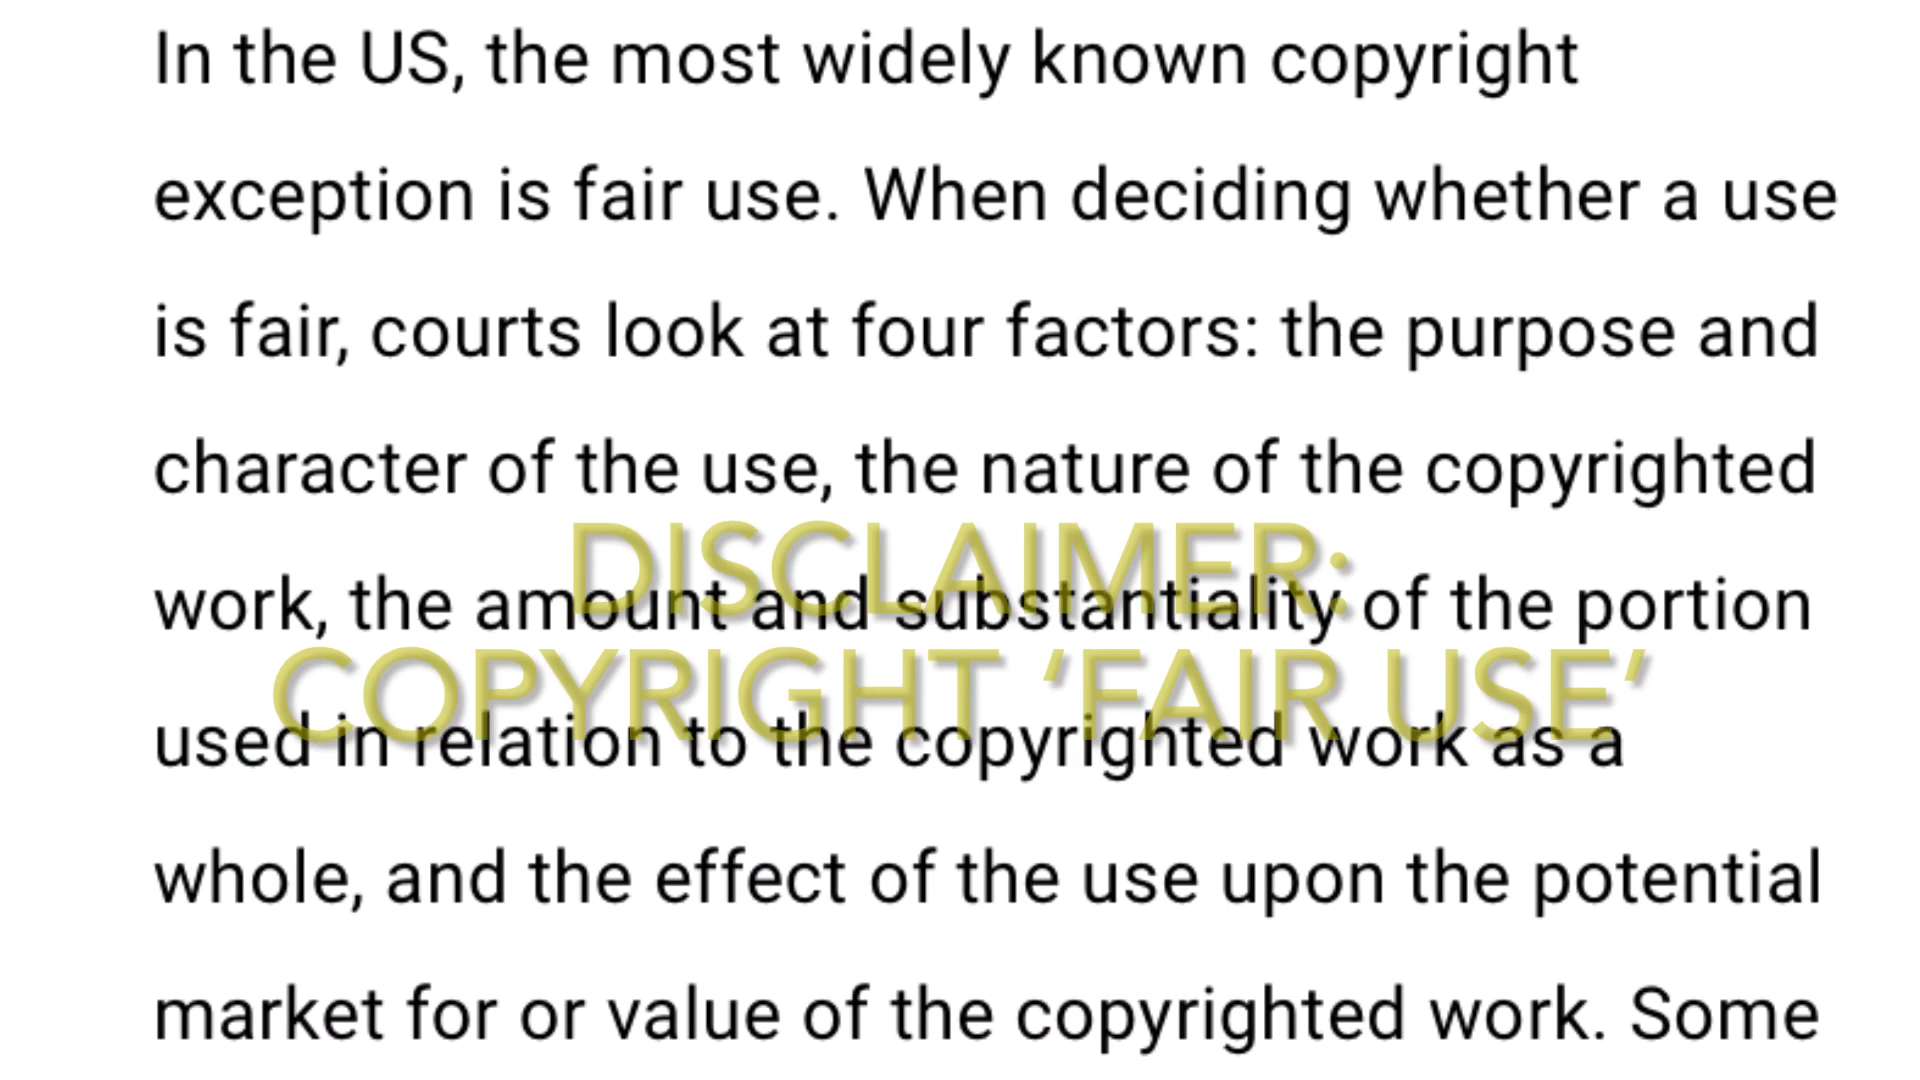 In the US, the most widely known copyright
exception is fair use. When deciding whether a use
is fair, courts look at four factors: the purpose and
character of the use, the nature of the copyrighted
DISCLAIMER:
work, the amount and substantiality of the portion
COPYRIGHT ‘FAIR USE’
used in relation to the copyrighted work as a
whole, and the effect of the use upon the potential
market for or value of the copyrighted work. Some